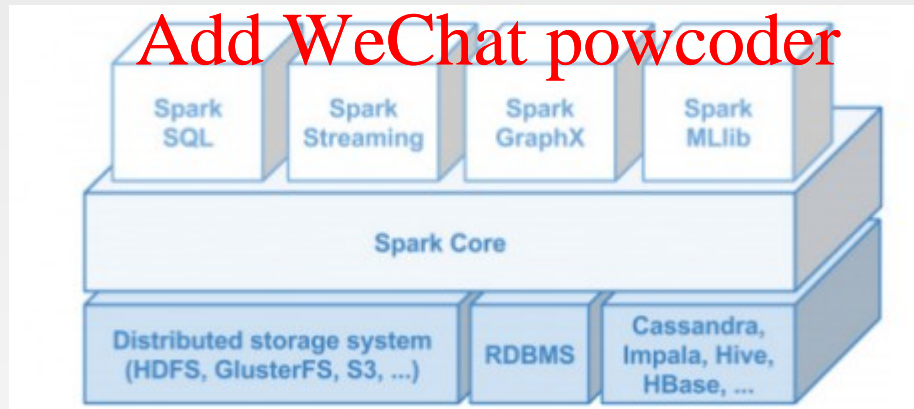 Add WeChat powcoder
Spark
SQL
Spark
Streaming
Spark
GraphX
Spark
MLlib
Spark Core
Distributed storage system
(HDFS, GlusterFS, S3, ...)
RDBMS
Cassandra,
Impala, Hive,
HBase, ...